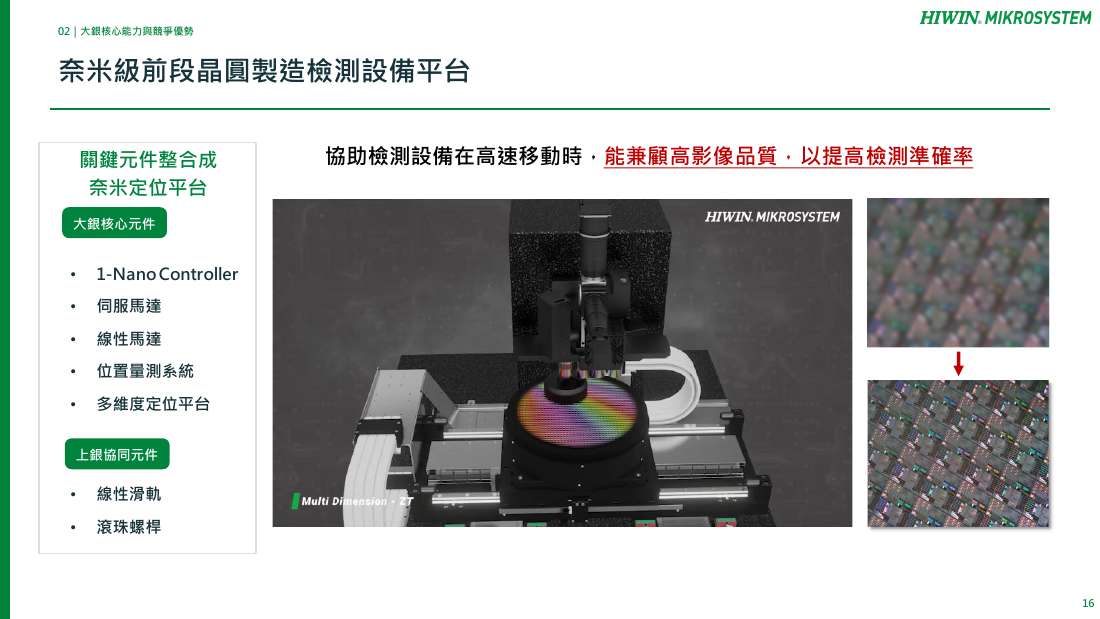 HIWIN® MIKROSYSTEM
02 | 大銀核心能力與競爭優勢
奈米級前段晶圓製造檢測設備平台
關鍵元件整合成
奈米定位平台
大銀核心元件
• 1-Nano Controller
• 伺服馬達
• 線性馬達
• 位置量測系統
• 多維度定位平台
上銀協同元件
• 線性滑軌
• 滾珠螺桿
協助檢測設備在高速移動時，能兼顧高影像品質，以提高檢測準確率
HIWIN® MIKROSYSTEM
Multi Dimension - ZT
16